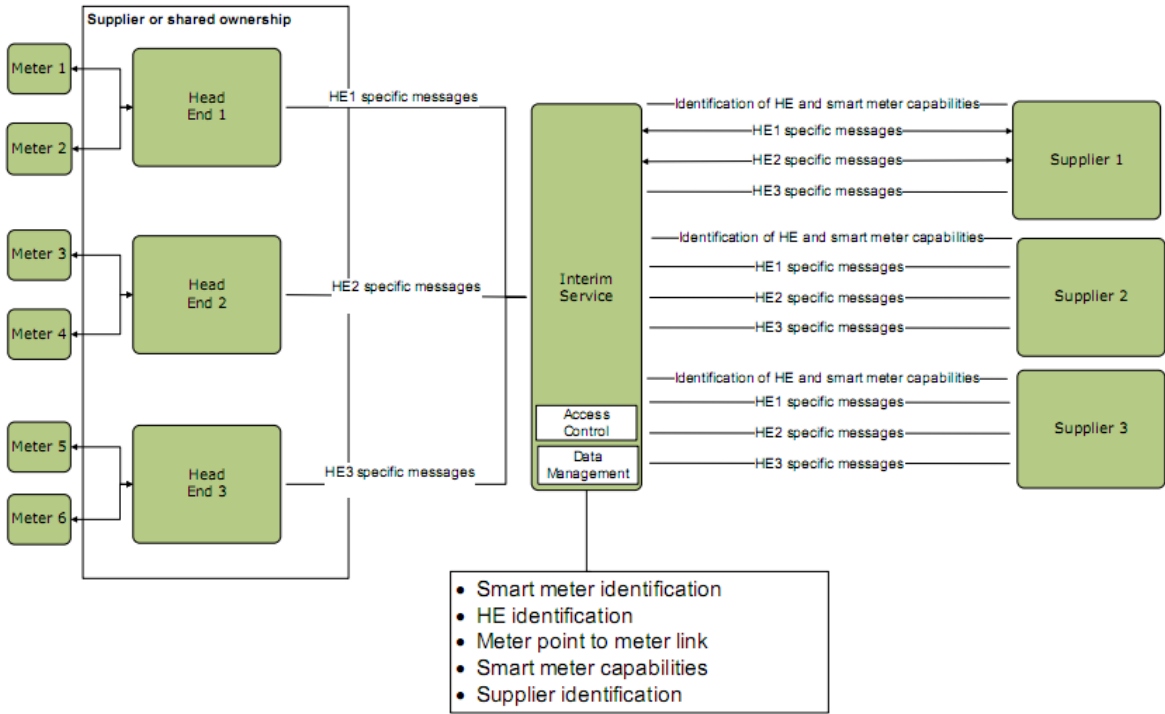 Supplier or shared ownership
Meter 1
Meter 2
Head
End 1
HE1 specific messages
Meter 3
Meter 4
Head
End 2
HE2 specific messages
Meter 5
Meter 6
Head
End 3
HE3 specific messages
Interim
Service
Access
Control
Data
Management
Identification of HE and smart meter capabilities
HE1 specific messages
HE2 specific messages
HE3 specific messages
Supplier 1
Identification of HE and smart meter capabilities
HE1 specific messages
HE2 specific messages
HE3 specific messages
Supplier 2
Identification of HE and smart meter capabilities
HE1 specific messages
HE2 specific messages
HE3 specific messages
Supplier 3
• Smart meter identification
• HE identification
• Meter point to meter link
• Smart meter capabilities
• Supplier identification